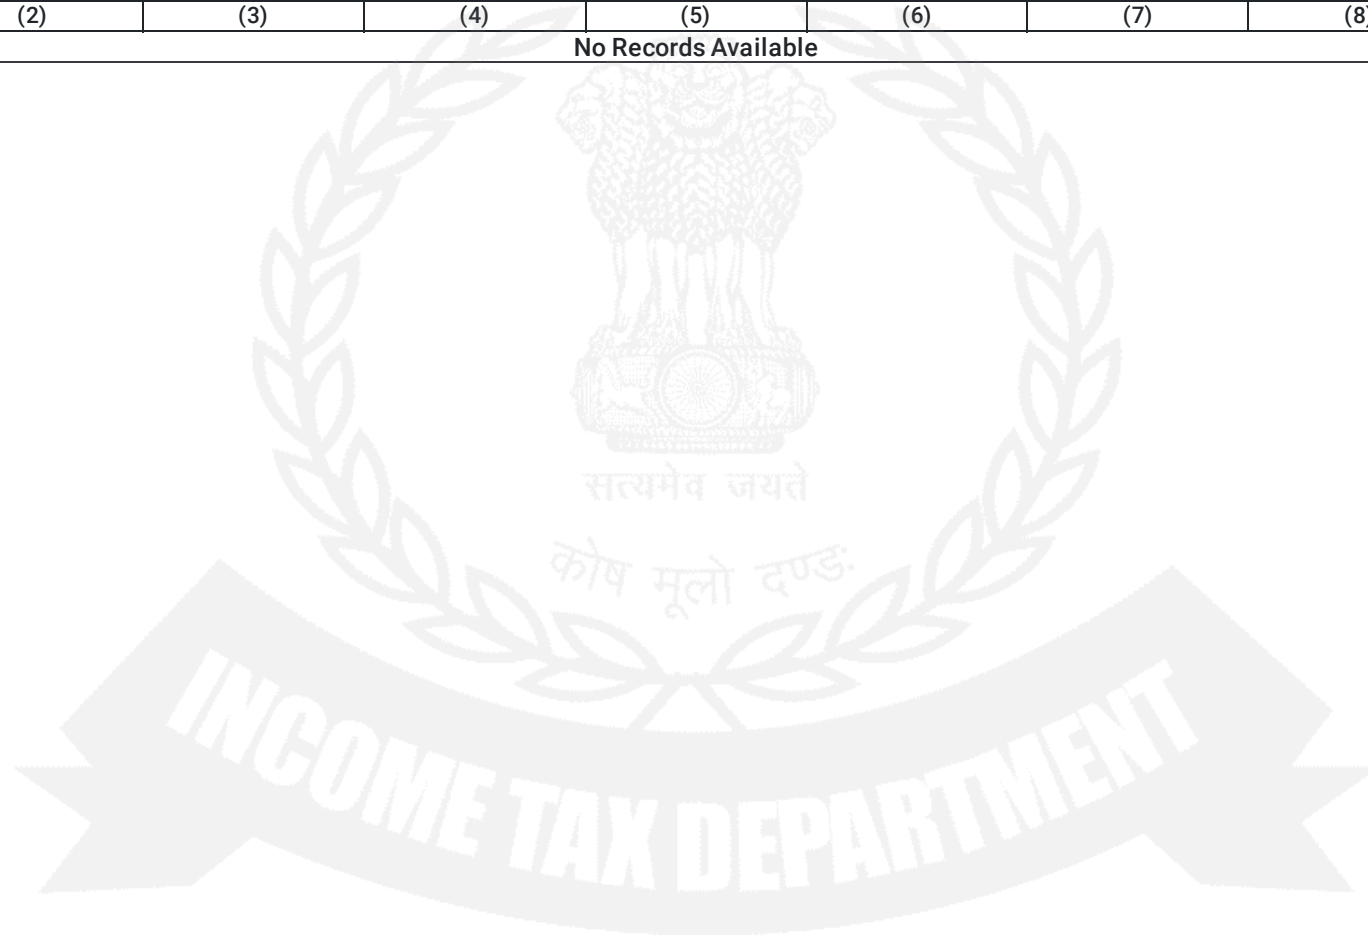 (2) (3) (4) (5) (6) (7) (8)
No Records Available
सत्यमेव जयते
कोष मूलो दण्डः
INCOME TAX DEPARTMENT